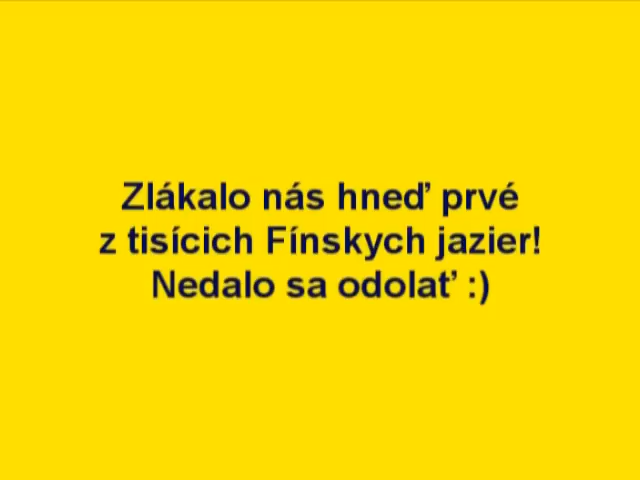 Zlákalo nás hneď prvé
z tisícich Fínskych jazier!
Nedalo sa odolať :)